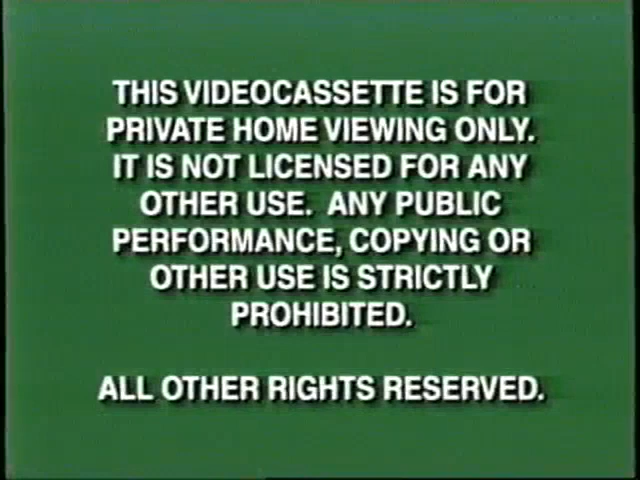 THIS VIDEOCASSETTE IS FOR
PRIVATE HOME VIEWING ONLY.
IT IS NOT LICENSED FOR ANY
OTHER USE.  ANY PUBLIC
PERFORMANCE, COPYING OR
OTHER USE IS STRICTLY
PROHIBITED.

ALL OTHER RIGHTS RESERVED.